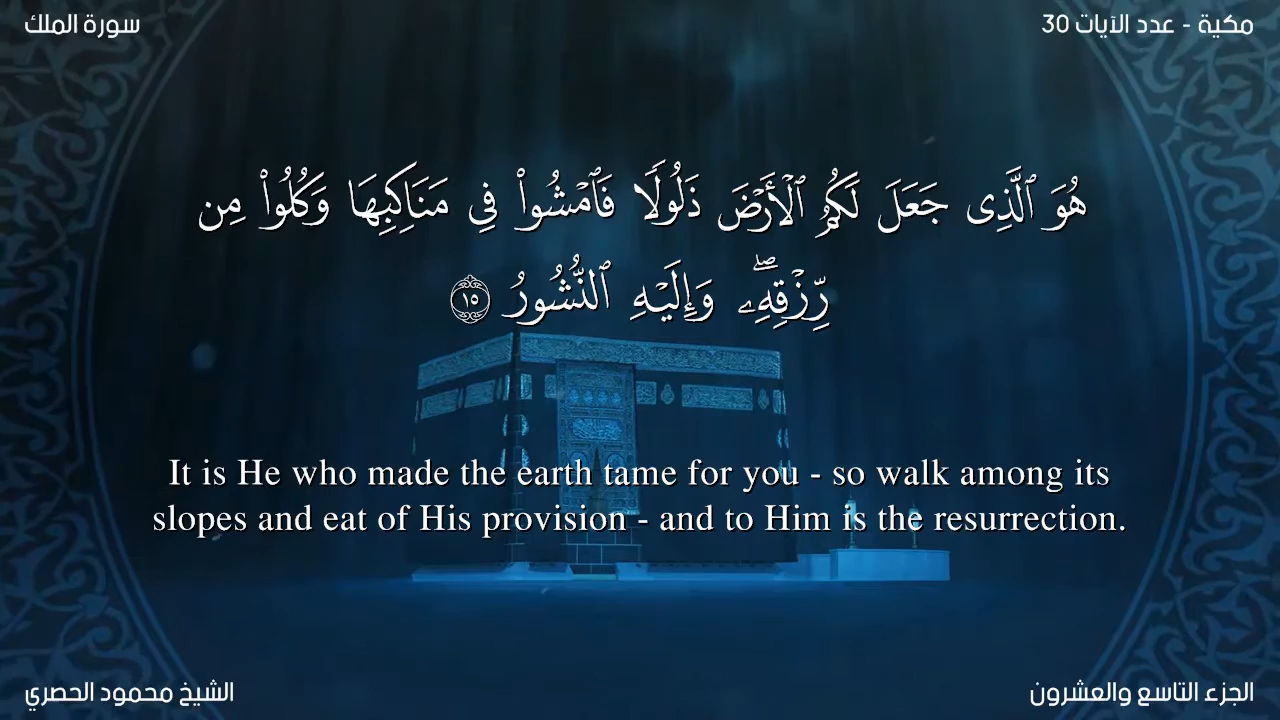 سورة الملك
مكية - عدد الآيات 30
هُوَ ٱلَّذِى جَعَلَ لَكُمُ ٱلْأَرْضَ ذَلُولًا فَٱمْشُوا۟ فِى مَنَاكِبِهَا وَكُلُوا۟ مِن
رِّزْقِهِۦ ۖ وَإِلَيْهِ ٱلنُّشُورُ ١٥
It is He who made the earth tame for you - so walk among its
slopes and eat of His provision - and to Him is the resurrection.
الشيخ محمود الحصري
الجزء التاسع والعشرون